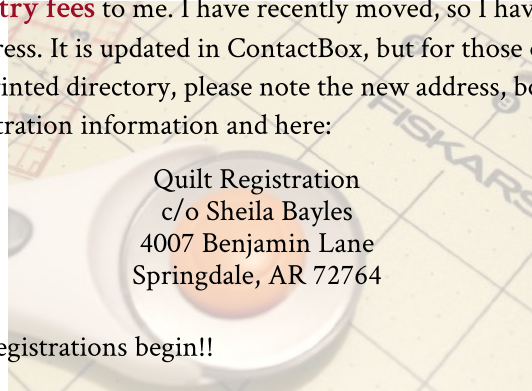 try fees to me. I have recently moved, so I hav
ress. It is updated in ContactBox, but for those
rinted directory, please note the new address, bo
tration information and here:
FISKARS
Quilt Registration
c/o Sheila Bayles
4007 Benjamin Lane
Springdale, AR 72764
egistrations begin!!